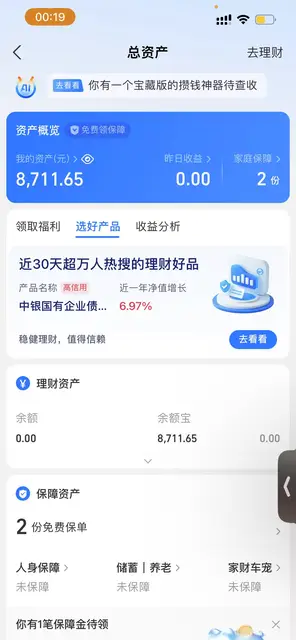 00:19
总资产
去理财
AI
去看看 你有一个宝藏版的攒钱神器待查收
资产概览 免费领保障
我的资产(元) 昨日收益 家庭保障
8,711.65 0.00 2 份
领取福利 选好产品 收益分析
近30天超万人热搜的理财好品
产品名称 高信用 近一年净值增长
中银国有企业债... 6.97%
稳健理财，值得信赖 去看看
理财资产
余额 余额宝
0.00 8,711.65 0.00
保障资产
2 份免费保单
人身保障 储蓄｜养老 家财车宠
未保障 未保障 未保障
你有1笔保障金待领